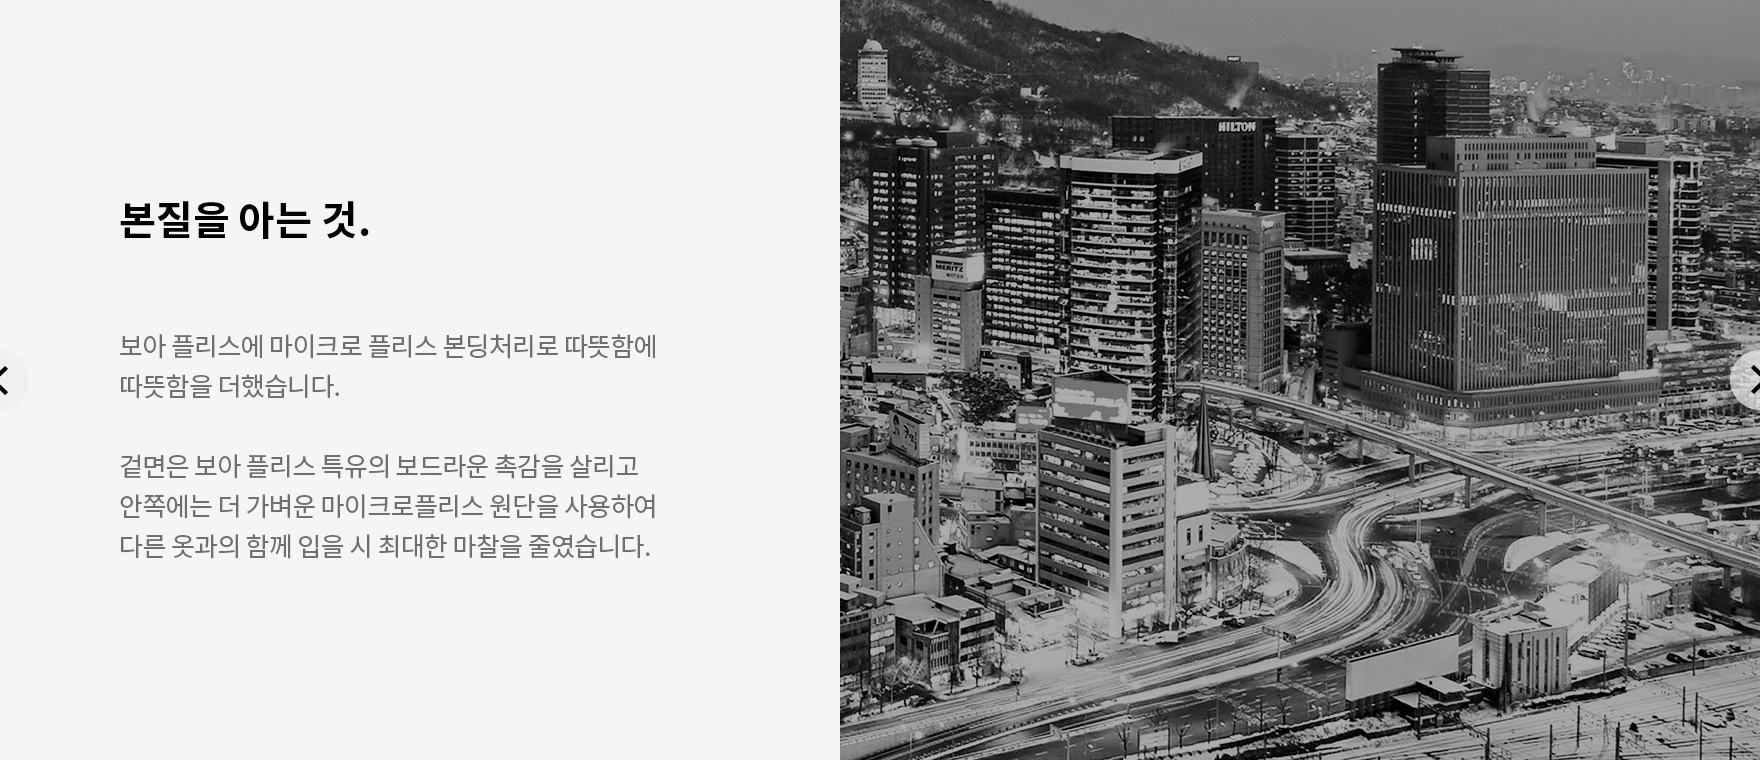 본질을 아는 것.
보아 플리스에 마이크로 플리스 본딩처리로 따뜻함에
따뜻함을 더했습니다.
겉면은 보아 플리스 특유의 보드라운 촉감을 살리고
안쪽에는 더 가벼운 마이크로플리스 원단을 사용하여
다른 옷과의 함께 입을 시 최대한 마찰을 줄였습니다.
HILTON
MERITZ